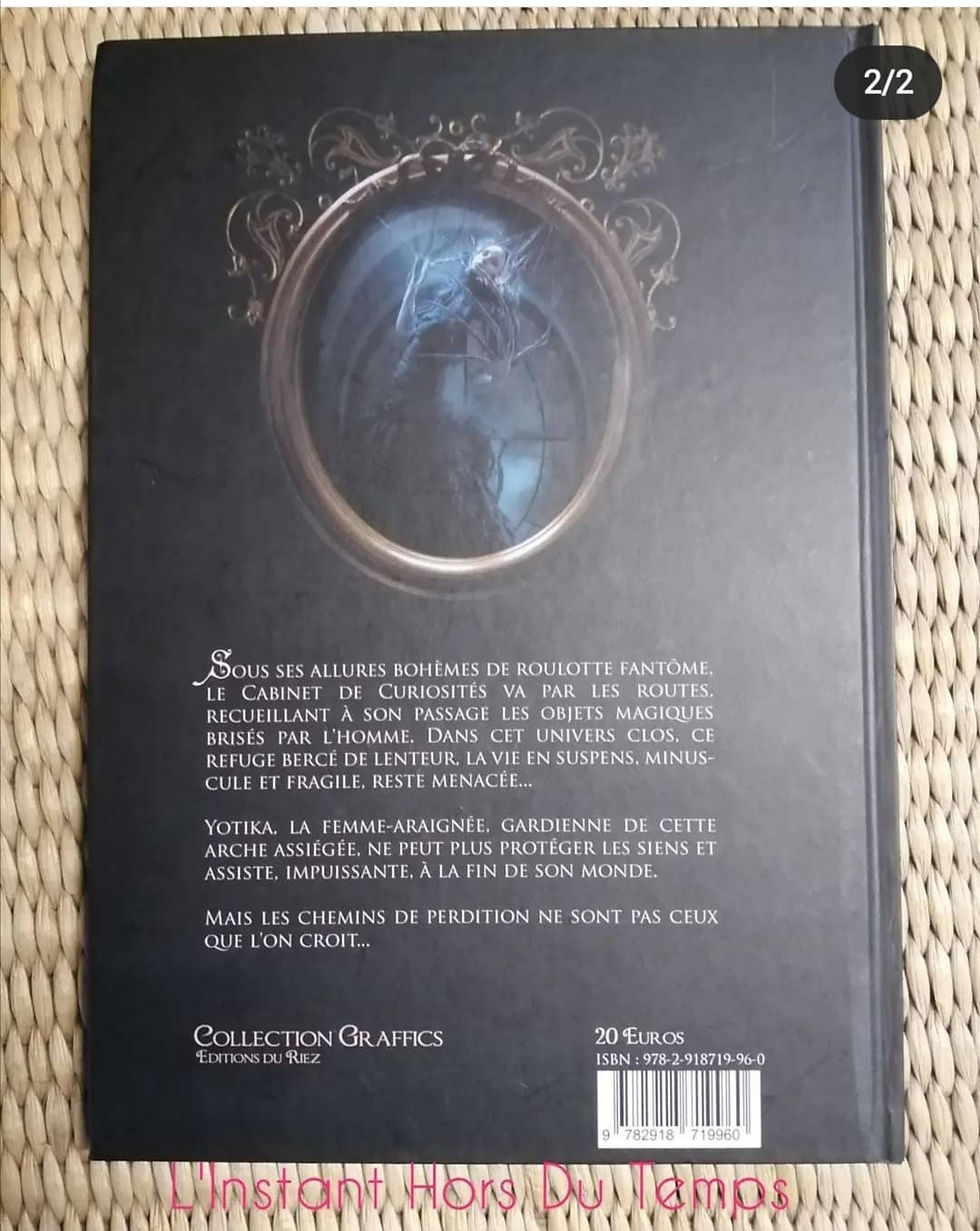 2/2
Sous ses allures bohèmes de roulotte fantôme,
le Cabinet de Curiosités va par les routes,
recueillant à son passage les objets magiques
brisés par l'homme. Dans cet univers clos, ce
refuge bercé de lenteur, la vie en suspens, minus-
cule et fragile, reste menacée...
Yotika, la femme-araignée, gardienne de cette
arche assiégée, ne peut plus protéger les siens et
assiste, impuissante, à la fin de son monde.
Mais les chemins de perdition ne sont pas ceux
que l'on croit...
Collection Graffics
Editions du Riez
20 Euros
ISBN : 978-2-918719-96-0
9 782918 719960
L'Instant Hors Du Temps